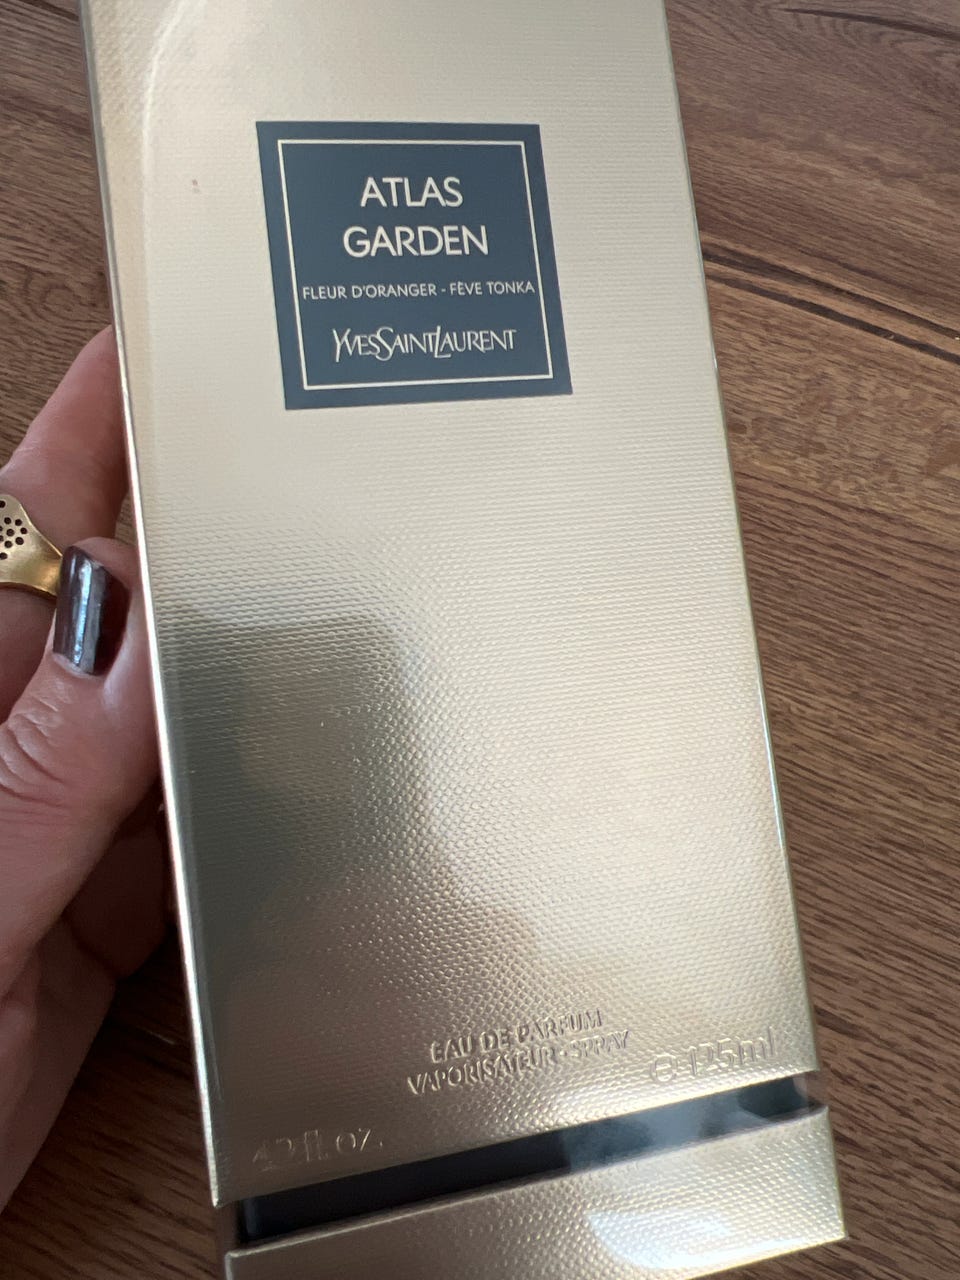 ATLAS
GARDEN
FLEUR D'ORANGER - FÈVE TONKA
YVESSAINTLAURENT
EAU DE PARFUM
VAPORISATEUR - SPRAY
℮ 125 ml
4.2 fl. oz.